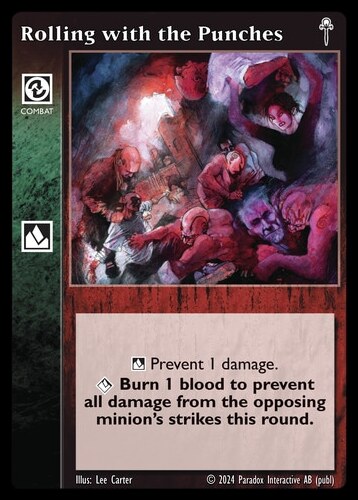 Rolling with the Punches
COMBAT
Prevent 1 damage.
Burn 1 blood to prevent
all damage from the opposing
minion's strikes this round.
Illus: Lee Carter
© 2024 Paradox Interactive AB (publ)